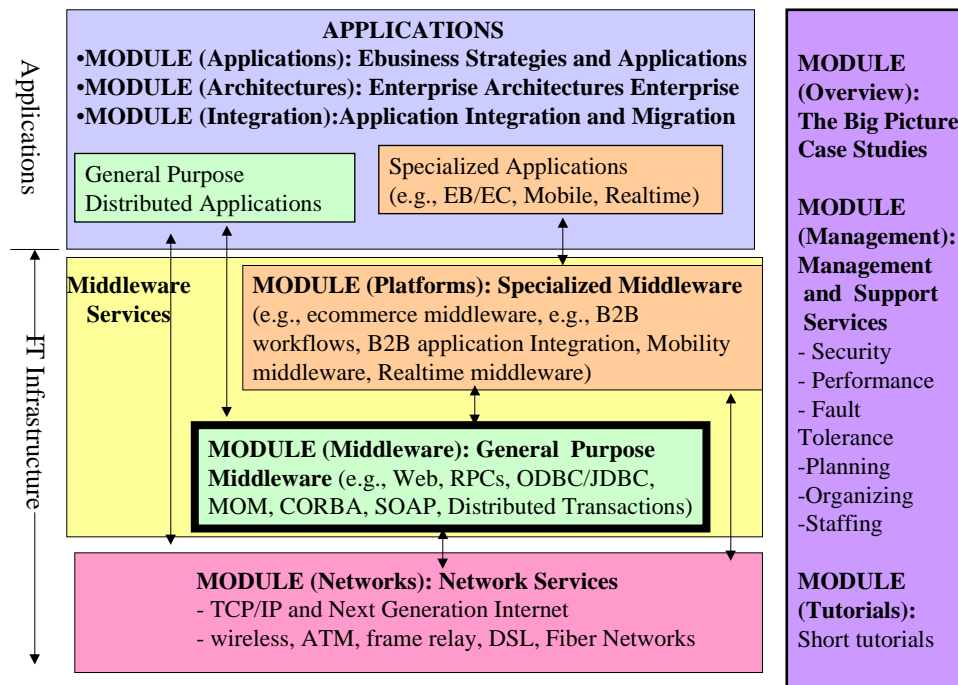 Applications
IT Infrastructure
APPLICATIONS
•MODULE (Applications): Ebusiness Strategies and Applications
•MODULE (Architectures): Enterprise Architectures Enterprise
•MODULE (Integration):Application Integration and Migration
General Purpose
Distributed Applications
Specialized Applications
(e.g., EB/EC, Mobile, Realtime)
Middleware
Services
MODULE (Platforms): Specialized Middleware
(e.g., ecommerce middleware, e.g., B2B
workflows, B2B application Integration, Mobility
middleware, Realtime middleware)
MODULE (Middleware): General Purpose
Middleware (e.g., Web, RPCs, ODBC/JDBC,
MOM, CORBA, SOAP, Distributed Transactions)
MODULE (Networks): Network Services
- TCP/IP and Next Generation Internet
- wireless, ATM, frame relay, DSL, Fiber Networks
MODULE
(Overview):
The Big Picture
Case Studies
MODULE
(Management):
Management
and Support
Services
- Security
- Performance
- Fault
Tolerance
-Planning
-Organizing
-Staffing
MODULE
(Tutorials):
Short tutorials